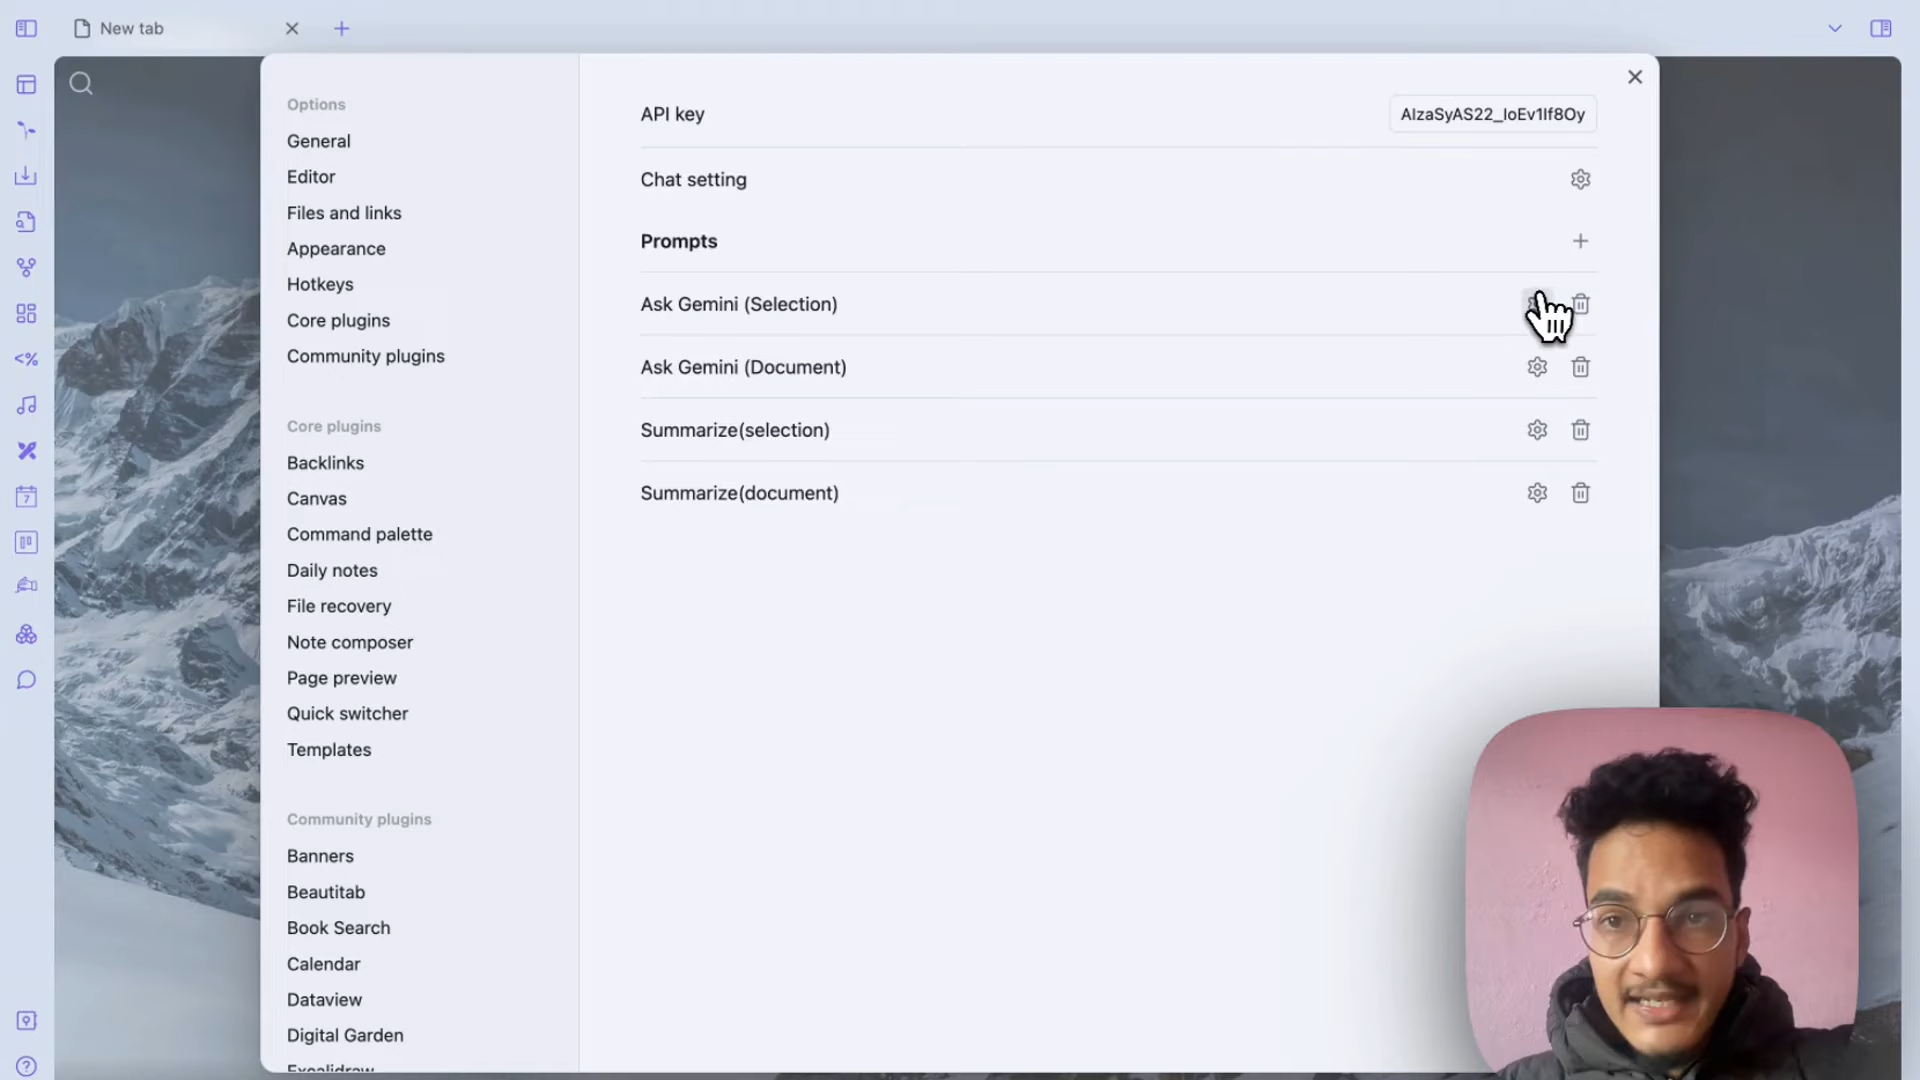 New tab
Options
General
Editor
Files and links
Appearance
Hotkeys
Core plugins
Community plugins
Core plugins
Backlinks
Canvas
Command palette
Daily notes
File recovery
Note composer
Page preview
Quick switcher
Templates
Community plugins
Banners
Beautitab
Book Search
Calendar
Dataview
Digital Garden
Excalidraw
API key
AIzaSyAS22_IoEv1If8Oy
Chat setting
Prompts
Ask Gemini (Selection)
Ask Gemini (Document)
Summarize(selection)
Summarize(document)